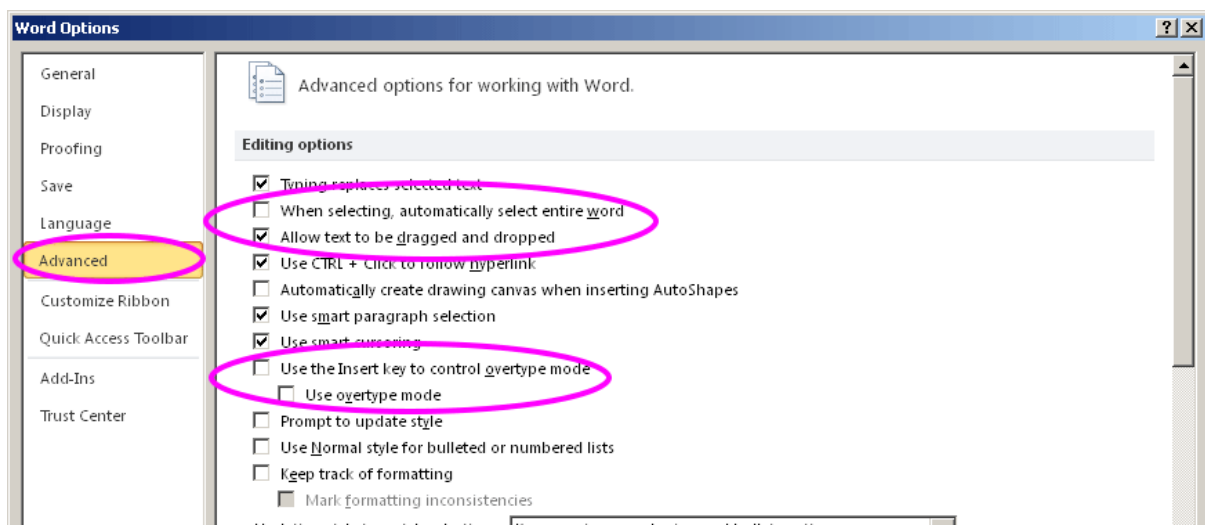 Word Options
General
Display
Proofing
Save
Language
Advanced
Customize Ribbon
Quick Access Toolbar
Add-Ins
Trust Center
Advanced options for working with Word.
Editing options
Typing replaces selected text
When selecting, automatically select entire word
Allow text to be dragged and dropped
Use CTRL + Click to follow hyperlink
Automatically create drawing canvas when inserting AutoShapes
Use smart paragraph selection
Use smart cursoring
Use the Insert key to control overtype mode
Use overtype mode
Prompt to update style
Use Normal style for bulleted or numbered lists
Keep track of formatting
Mark formatting inconsistencies